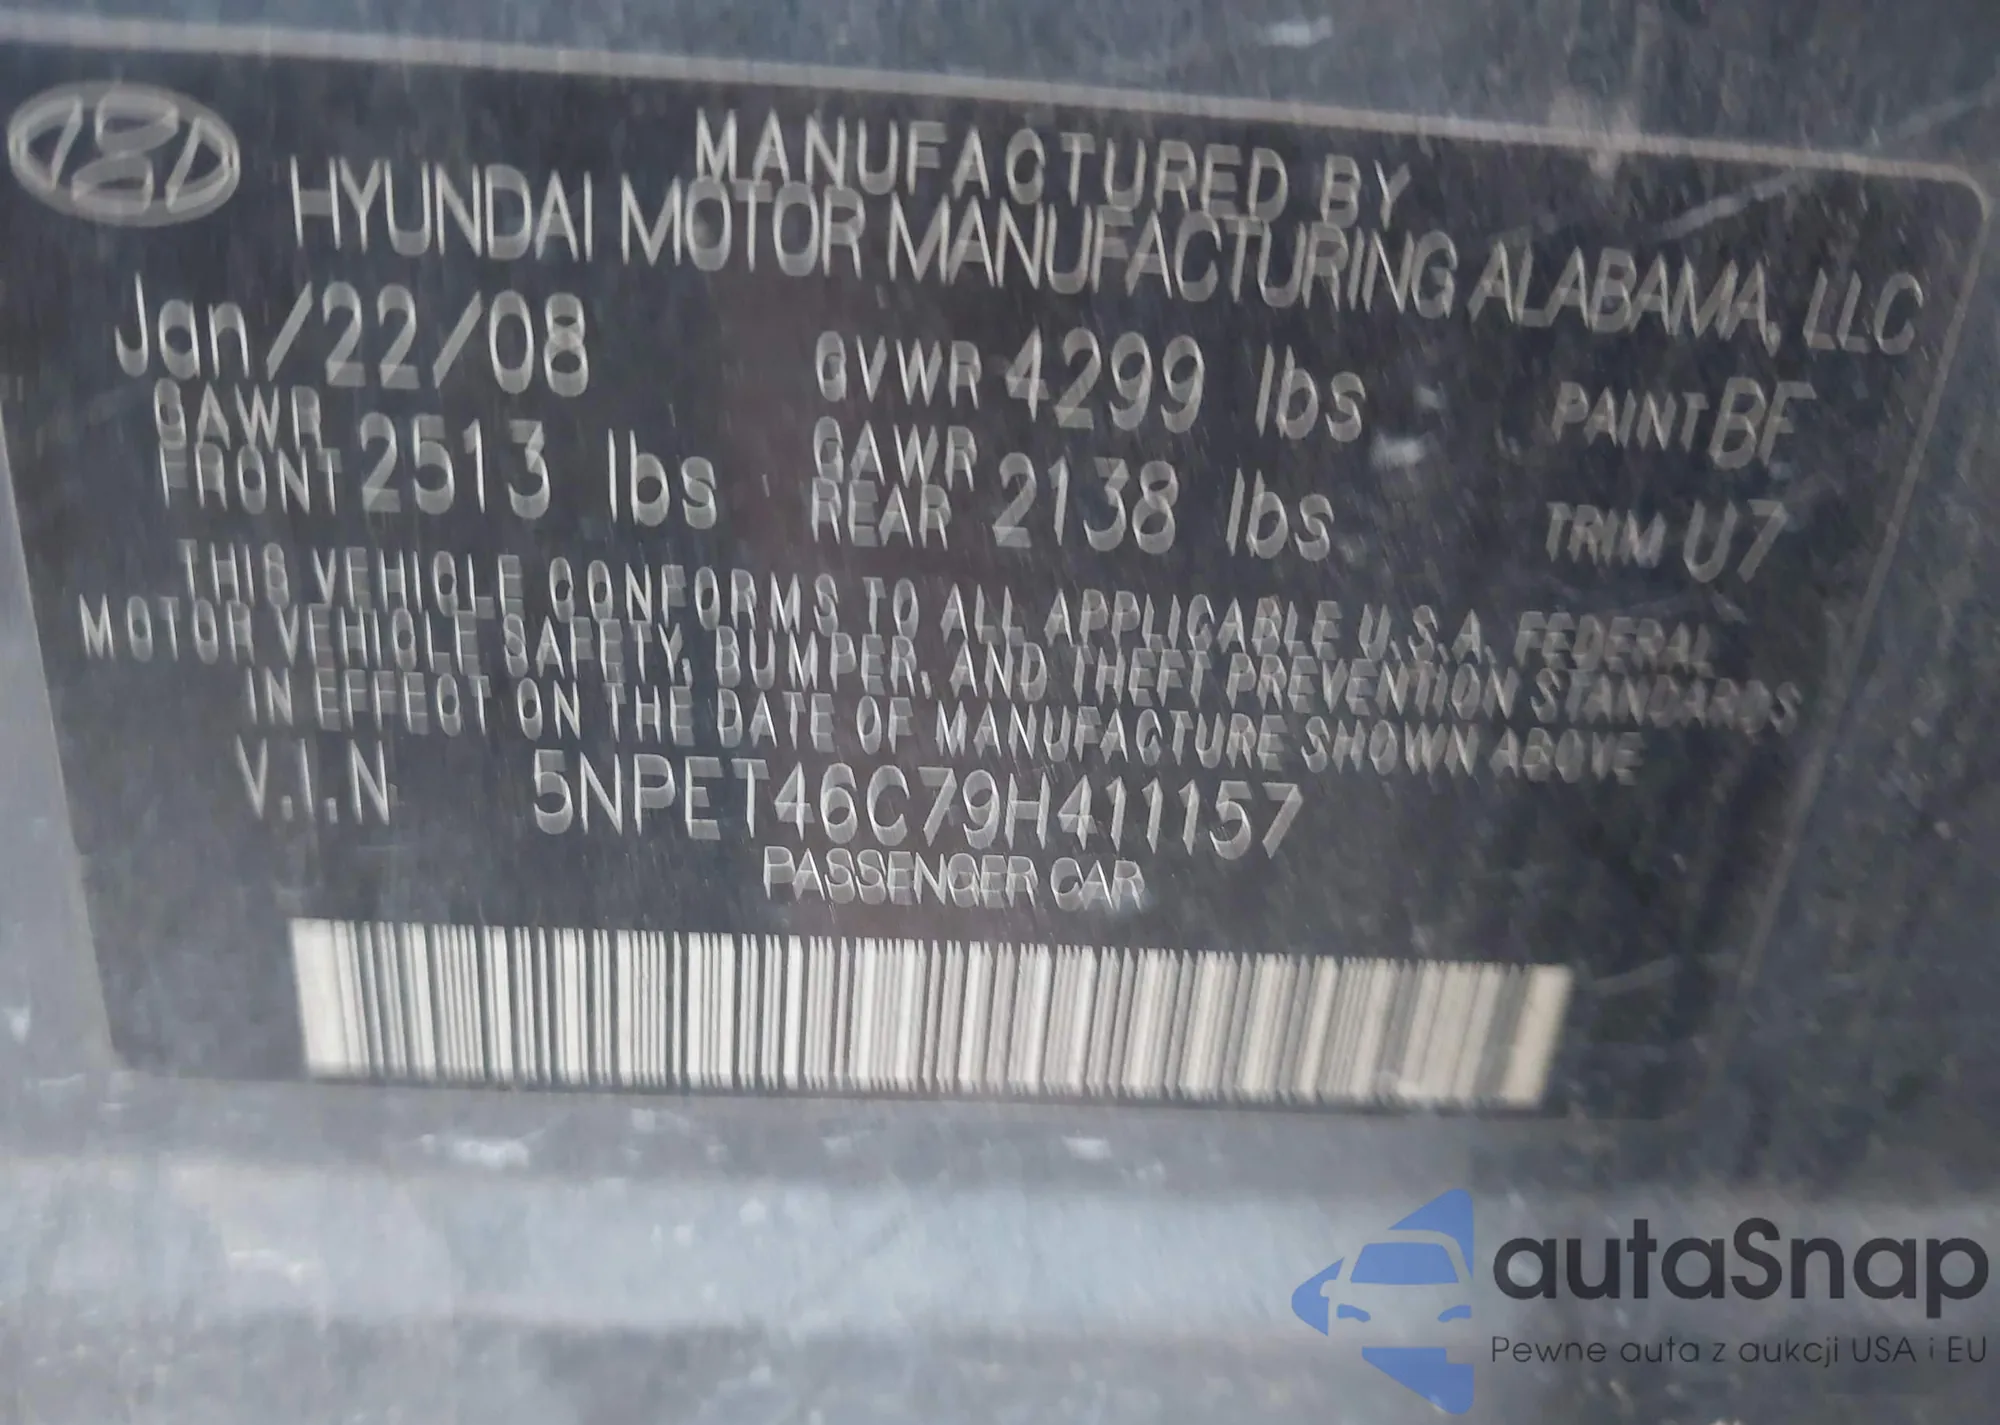 MANUFACTURED BY
HYUNDAI MOTOR MANUFACTURING ALABAMA, LLC
Jan/22/08 GVWR 4299 lbs PAINT BF
GAWR FRONT 2513 lbs GAWR REAR 2138 lbs TRIM U7
THIS VEHICLE CONFORMS TO ALL APPLICABLE U.S.A. FEDERAL
MOTOR VEHICLE SAFETY, BUMPER, AND THEFT PREVENTION STANDARDS
IN EFFECT ON THE DATE OF MANUFACTURE SHOWN ABOVE
V.I.N 5NPET46C79H411157
PASSENGER CAR
autaSnap
Pewne auta z aukcji USA i EU